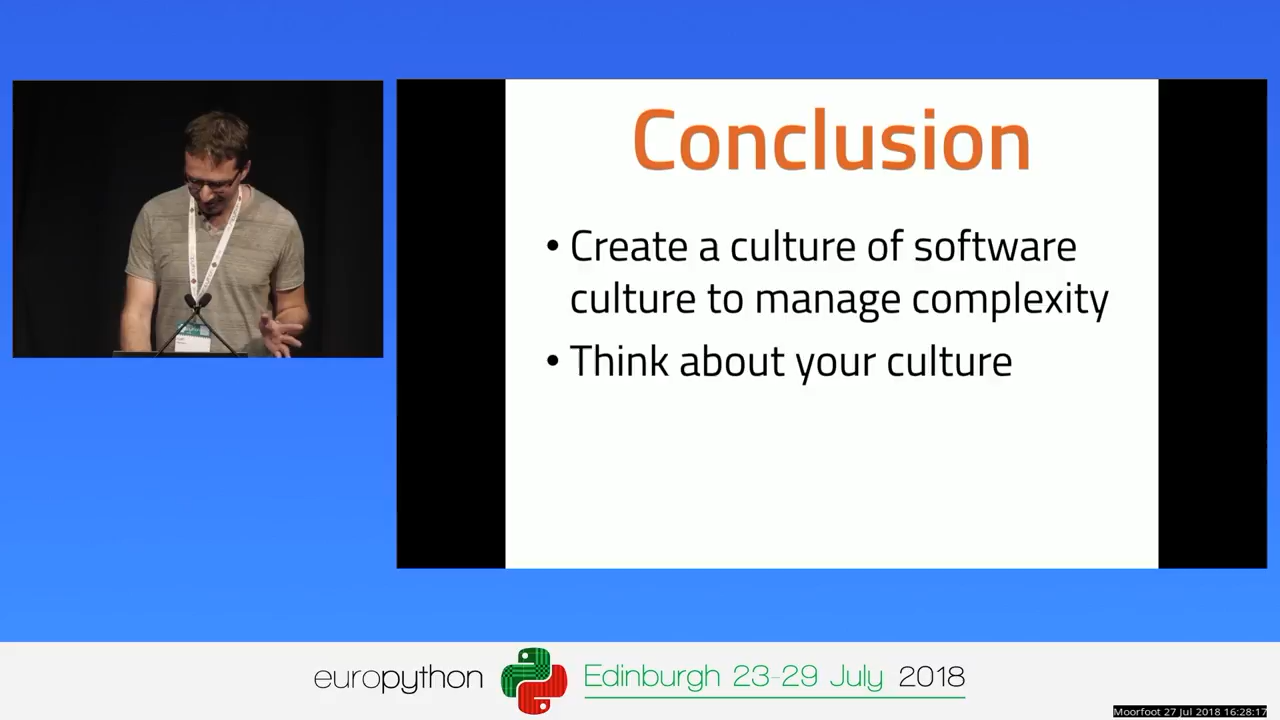 Conclusion
• Create a culture of software
culture to manage complexity
• Think about your culture
europython
Edinburgh 23-29 July 2018
Moorfoot 27 Jul 2018 16:28:17